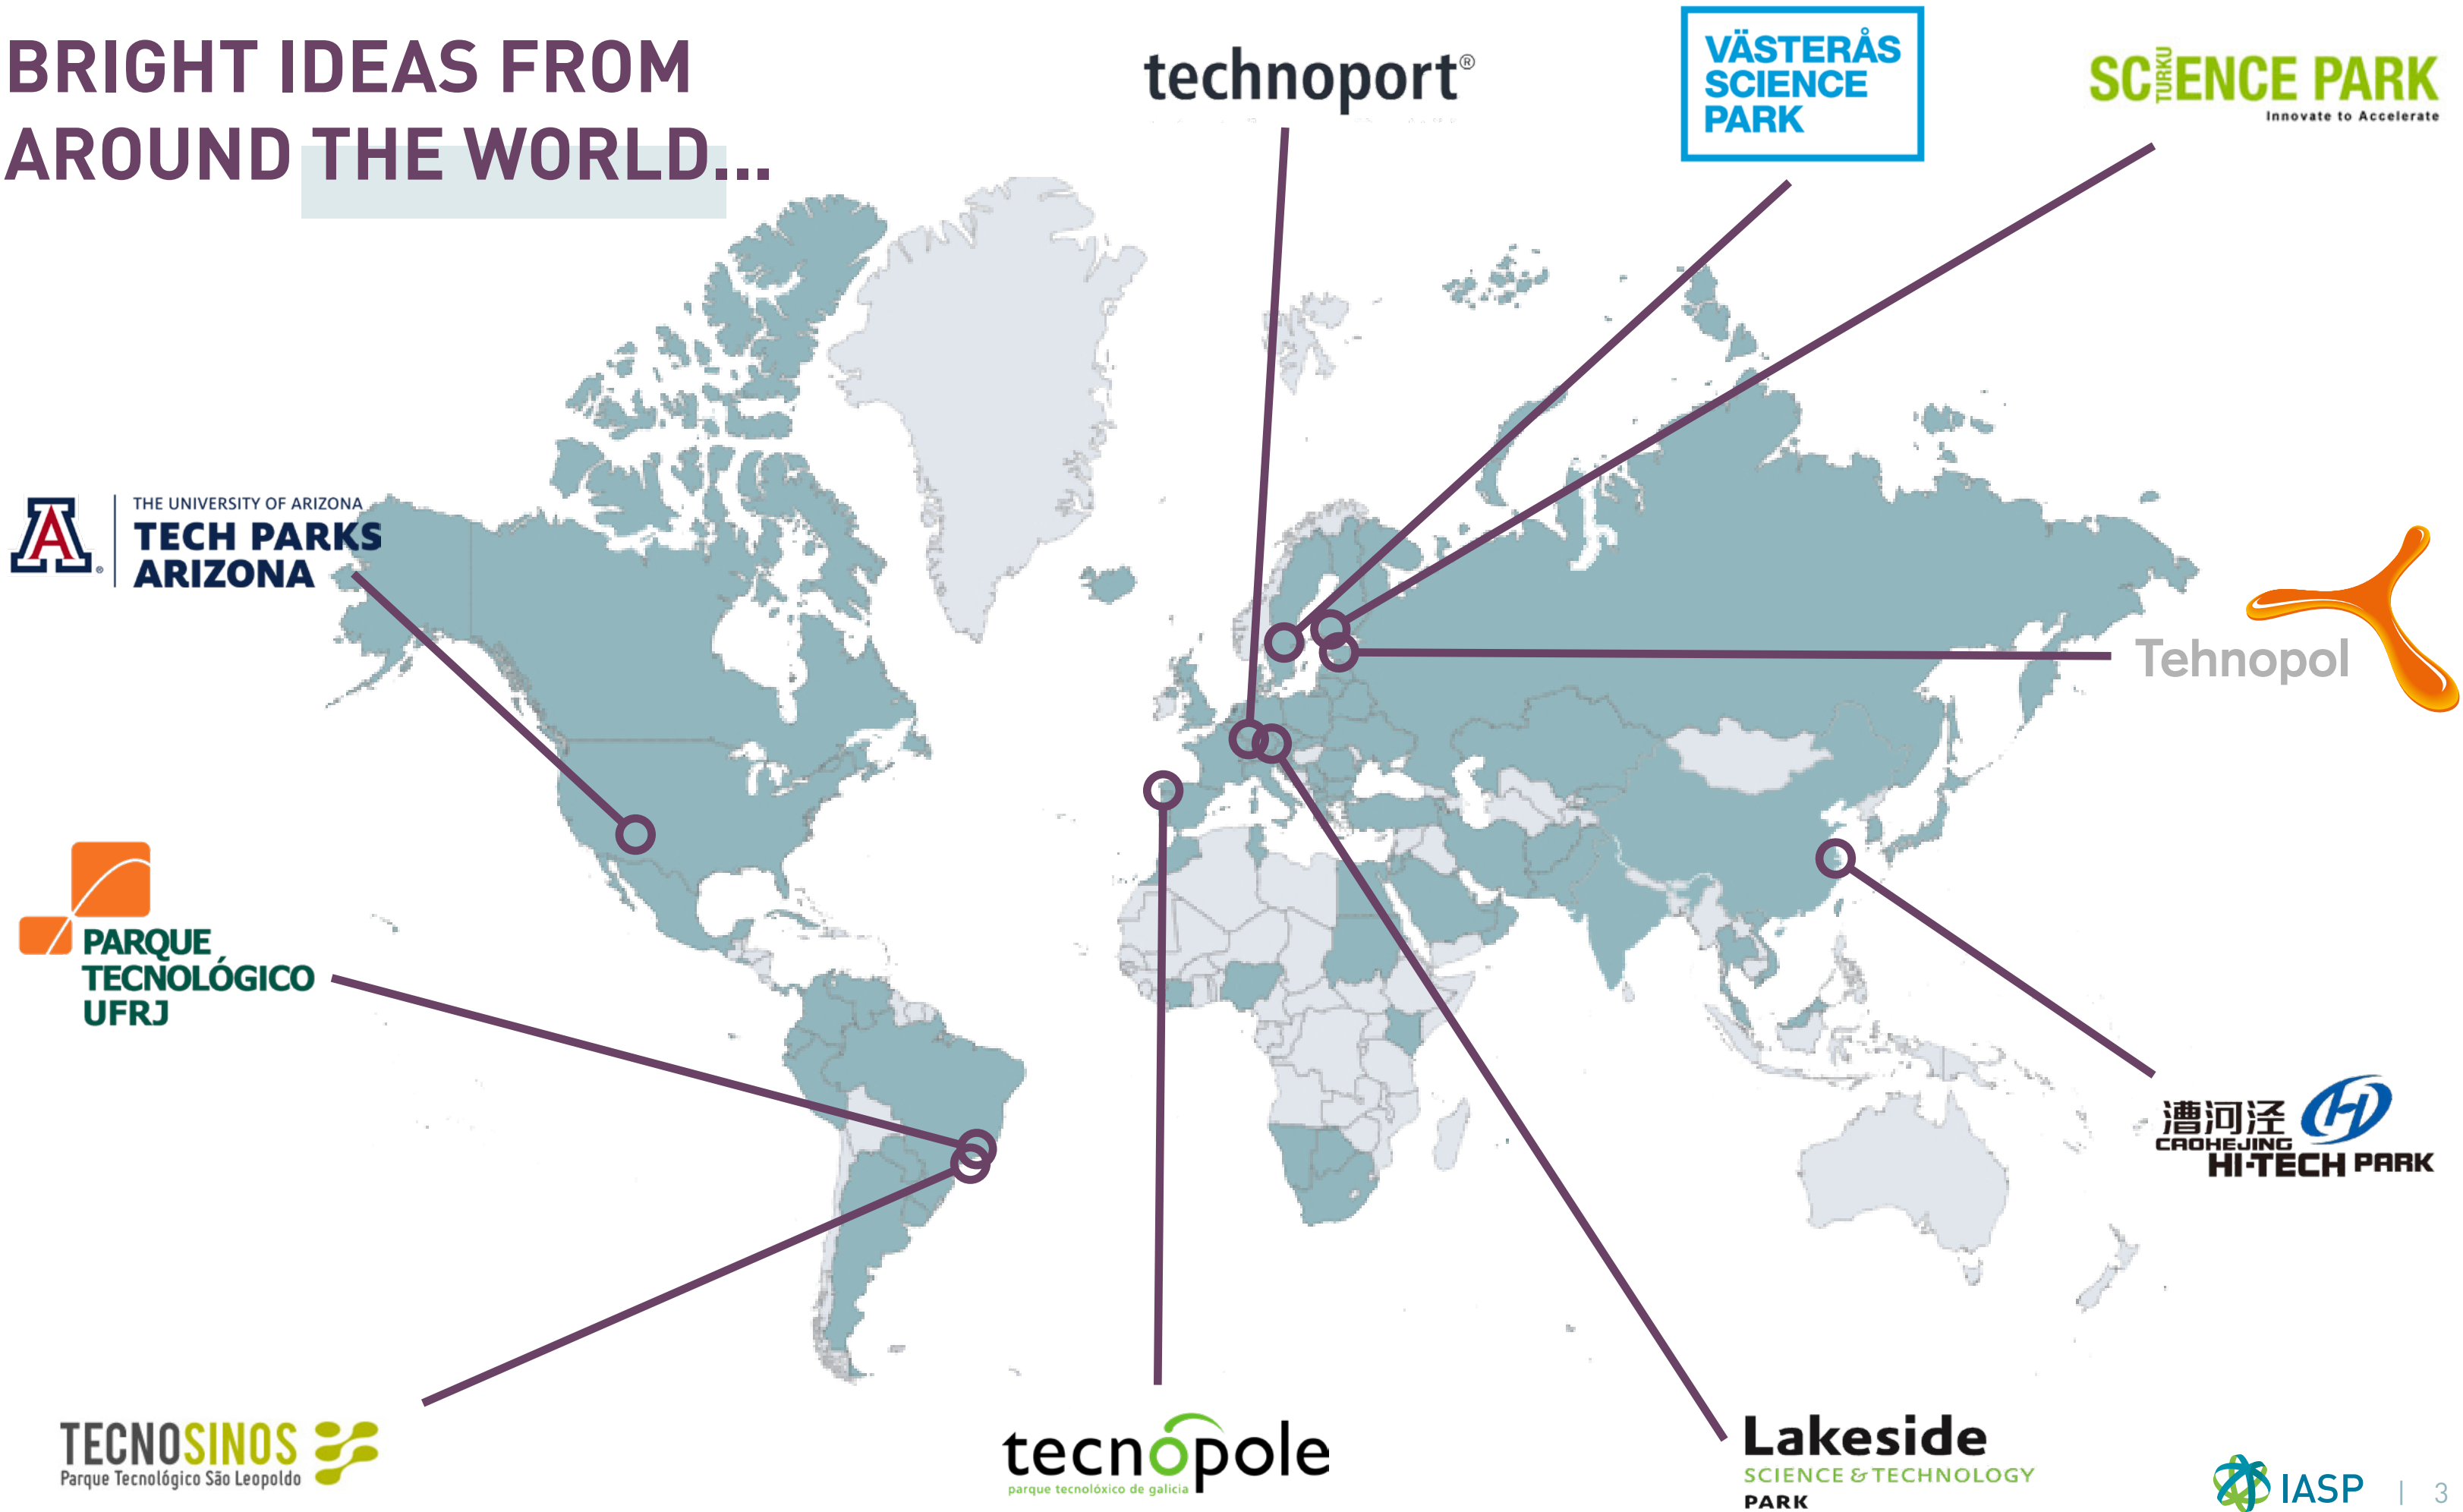 BRIGHT IDEAS FROM
AROUND THE WORLD...
technoport®
VÄSTERÅS
SCIENCE
PARK
SCIENCE PARK
TURKU
Innovate to Accelerate
A®
THE UNIVERSITY OF ARIZONA
TECH PARKS
ARIZONA
Tehnopol
PARQUE
TECNOLÓGICO
UFRJ
漕河泾
CAOHEJING
HI-TECH PARK
TECNOSINOS
Parque Tecnológico São Leopoldo
tecnópole
parque tecnolóxico de galicia
Lakeside
SCIENCE & TECHNOLOGY
PARK
IASP | 3